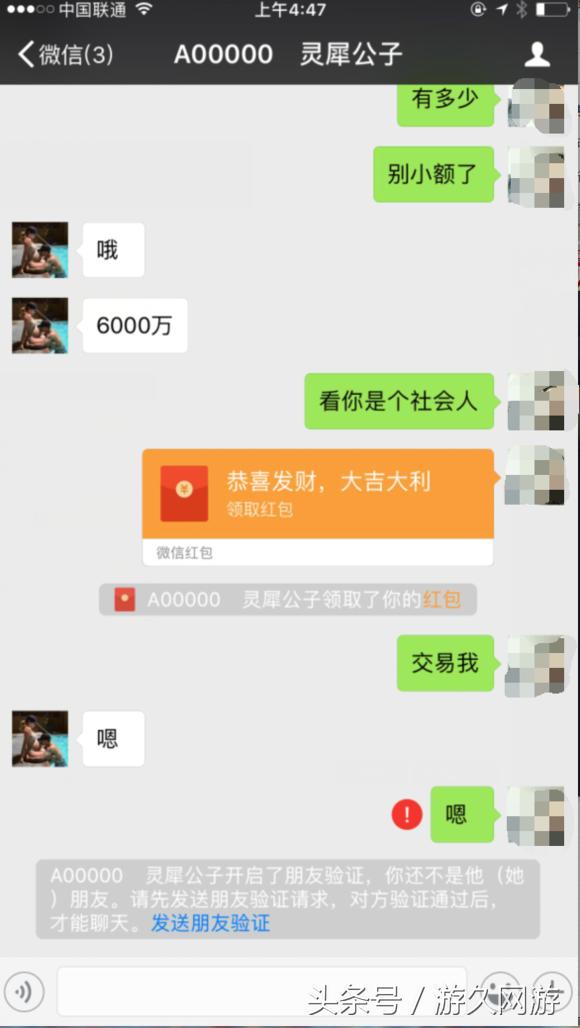 中国联通
上午4:47
微信(3)
A00000 灵犀公子
有多少
别小额了
哦
6000万
看你是个社会人
恭喜发财，大吉大利
领取红包
微信红包
A00000 灵犀公子领取了你的红包
交易我
嗯
!
嗯
A00000 灵犀公子开启了朋友验证，你还不是他（她
）朋友。请先发送朋友验证请求，对方验证通过后，
才能聊天。发送朋友验证
头条号 / 游久网游